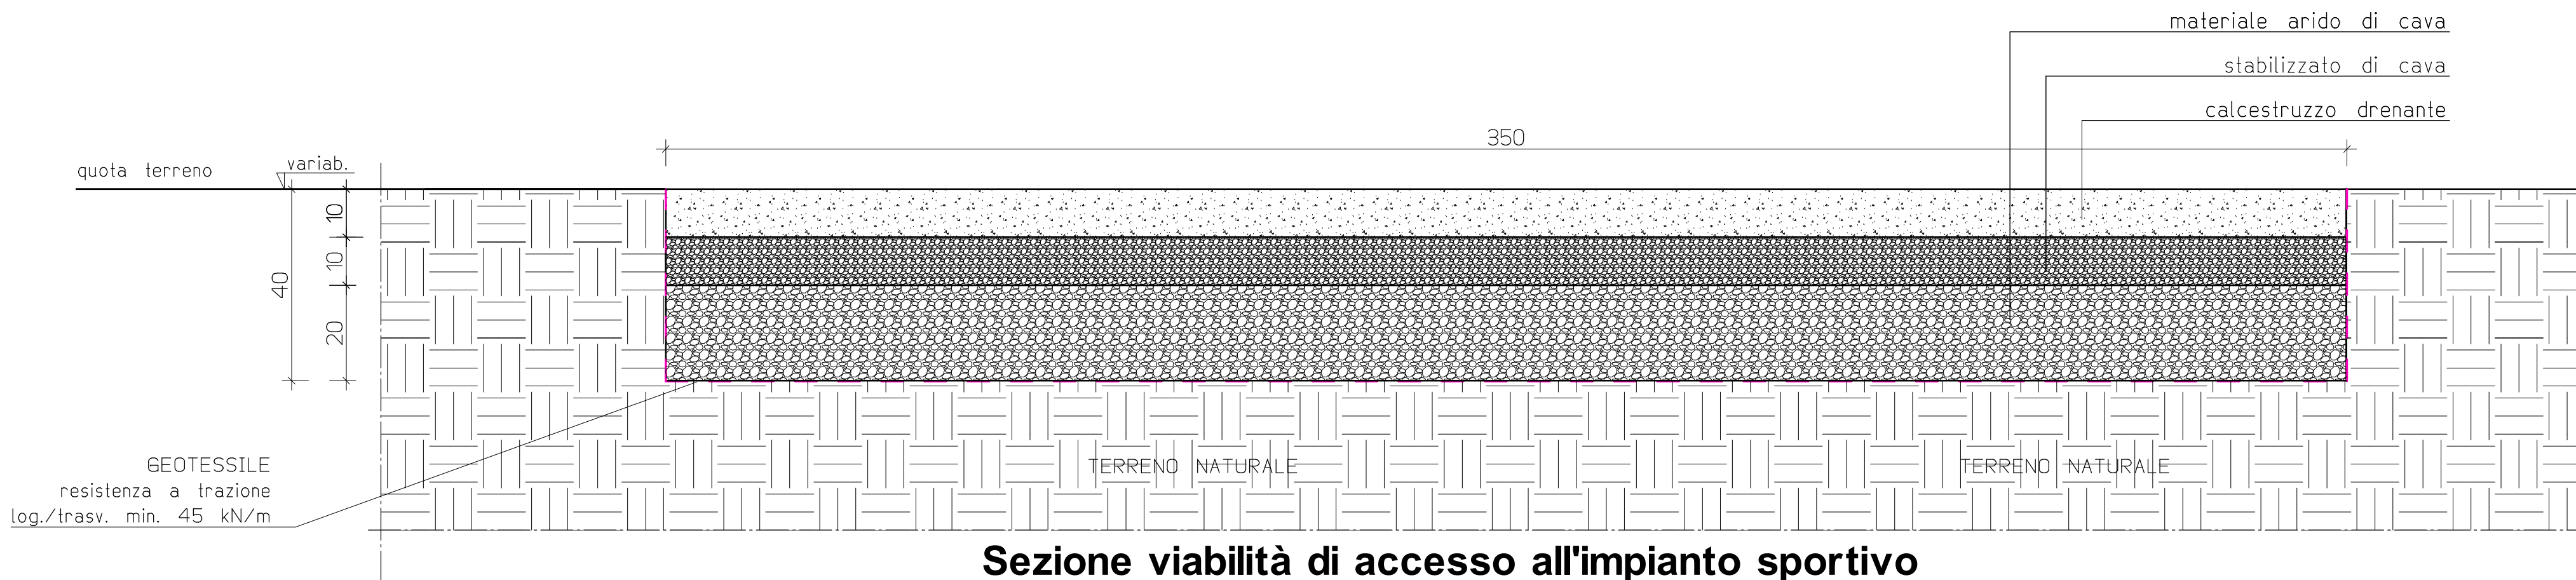 materiale arido di cava
stabilizzato di cava
calcestruzzo drenante
350
quota terreno
variab.
10
10
40
20
GEOTESSILE
resistenza a trazione
log./trasv. min. 45 kN/m
TERRENO NATURALE
TERRENO NATURALE
Sezione viabilità di accesso all'impianto sportivo